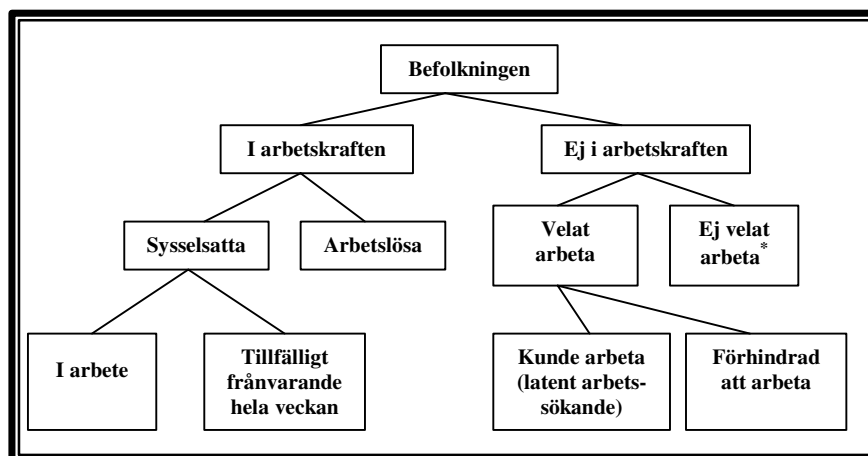 Befolkningen
I arbetskraften
Ej i arbetskraften
Sysselsatta
Arbetslösa
Velat
arbeta
Ej velat
arbeta*
I arbete
Tillfälligt
frånvarande
hela veckan
Kunde arbeta
(latent arbets-
sökande)
Förhindrad
att arbeta